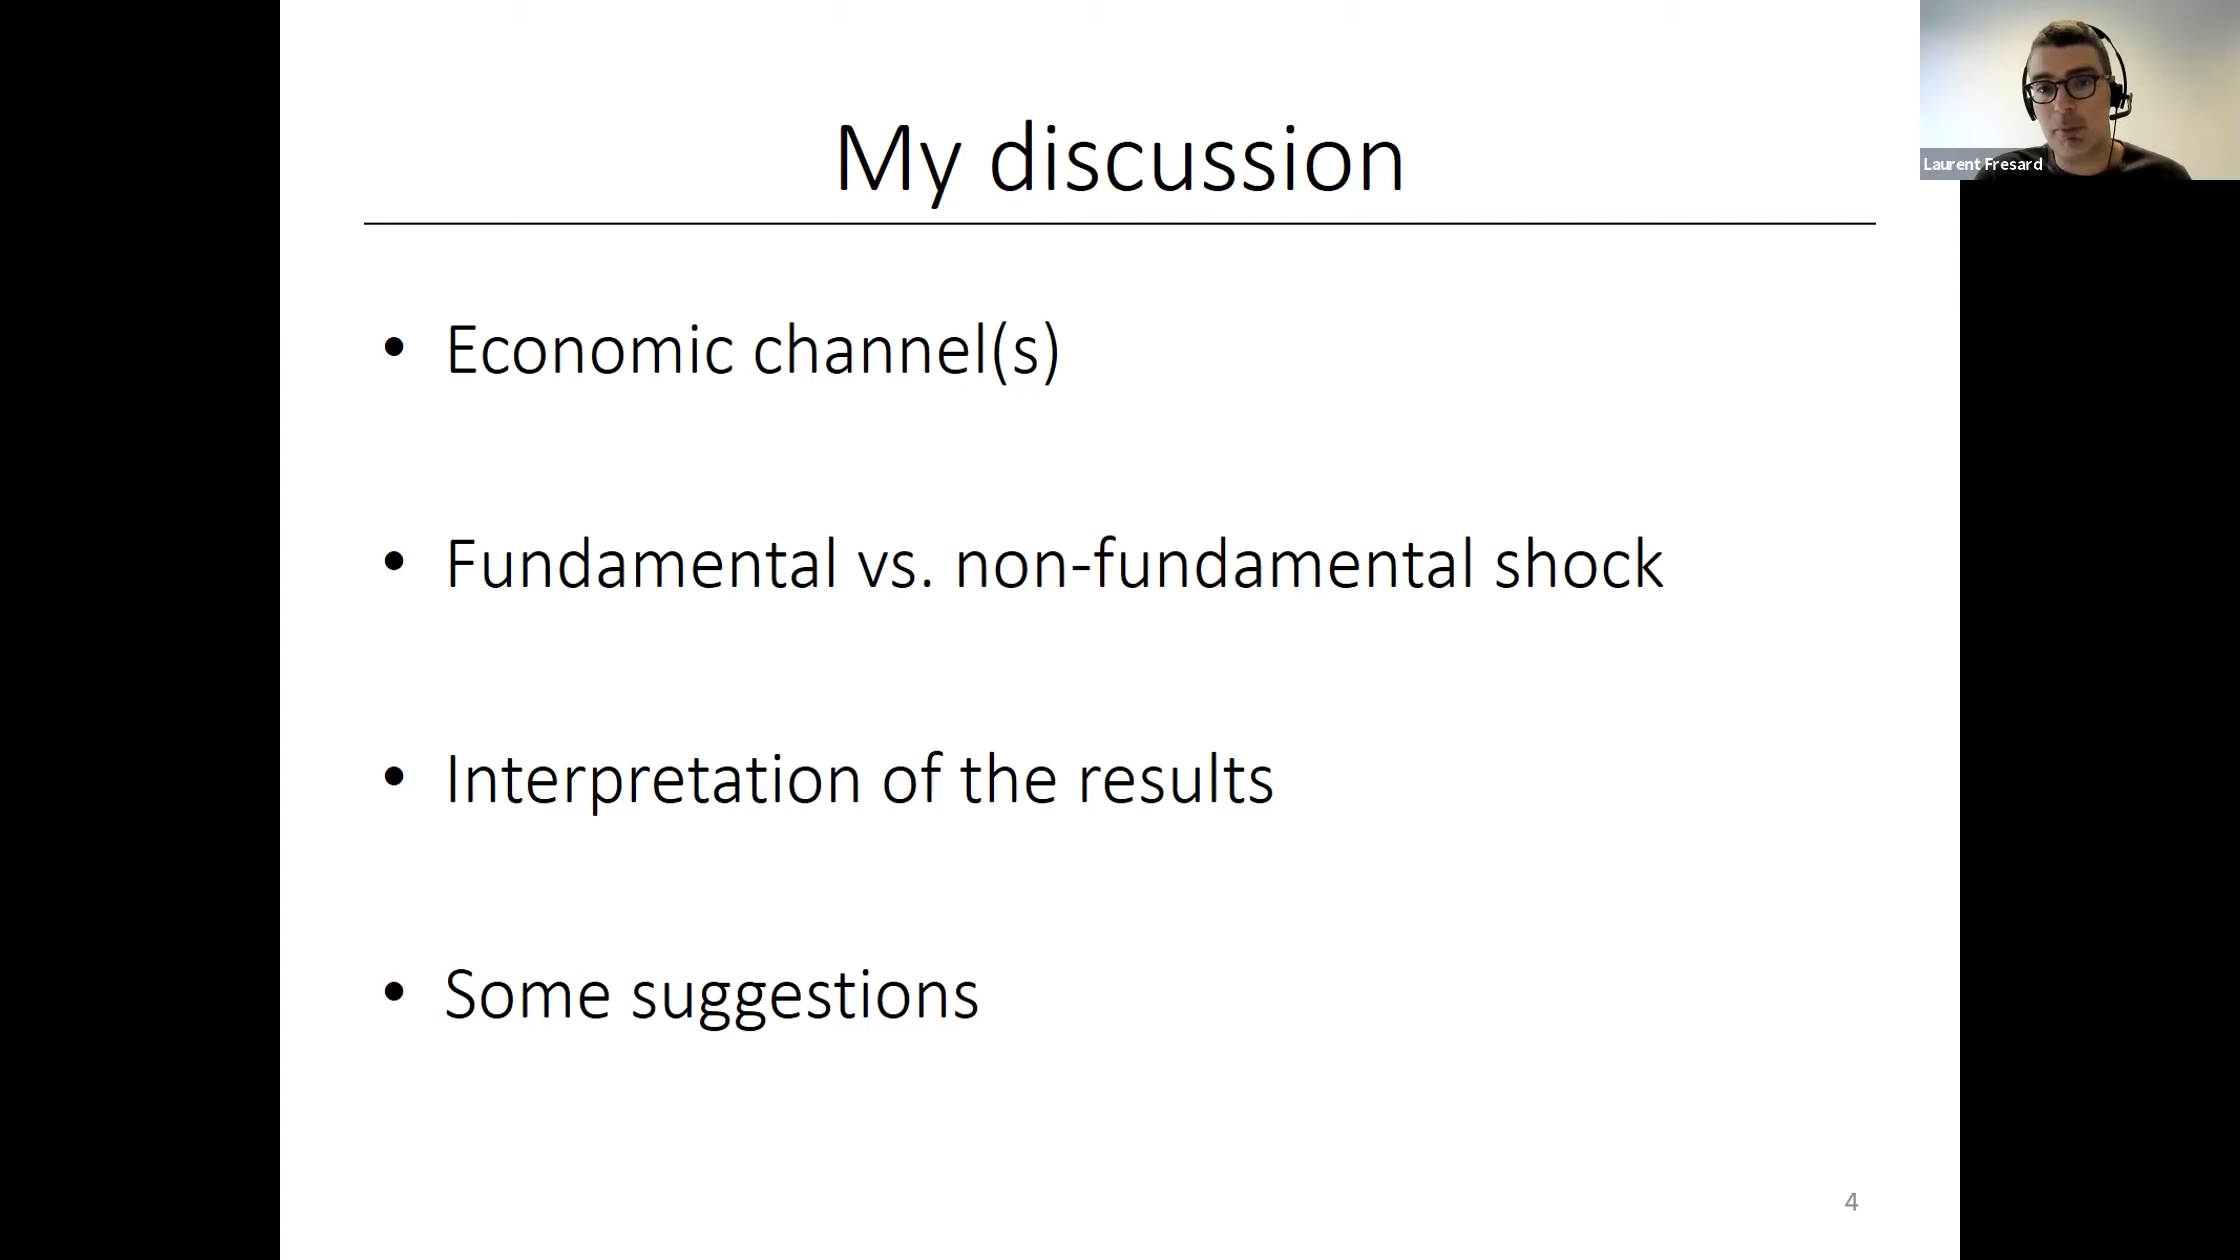 My discussion
Laurent Fresard
• Economic channel(s)
• Fundamental vs. non-fundamental shock
• Interpretation of the results
• Some suggestions
4